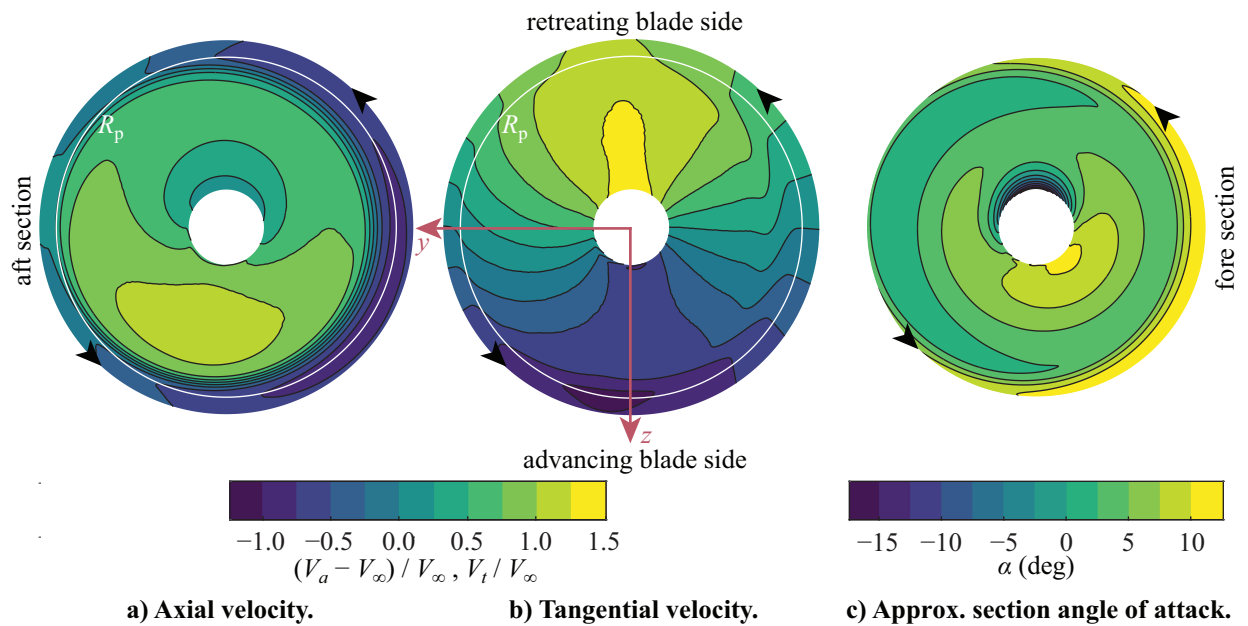 retreating blade side
R_p
R_p
aft section
fore section
y
z
advancing blade side
−1.0 −0.5 0.0 0.5 1.0 1.5
(V_a − V_∞) / V_∞ , V_t / V_∞
−15 −10 −5 0 5 10
α (deg)
a) Axial velocity.
b) Tangential velocity.
c) Approx. section angle of attack.